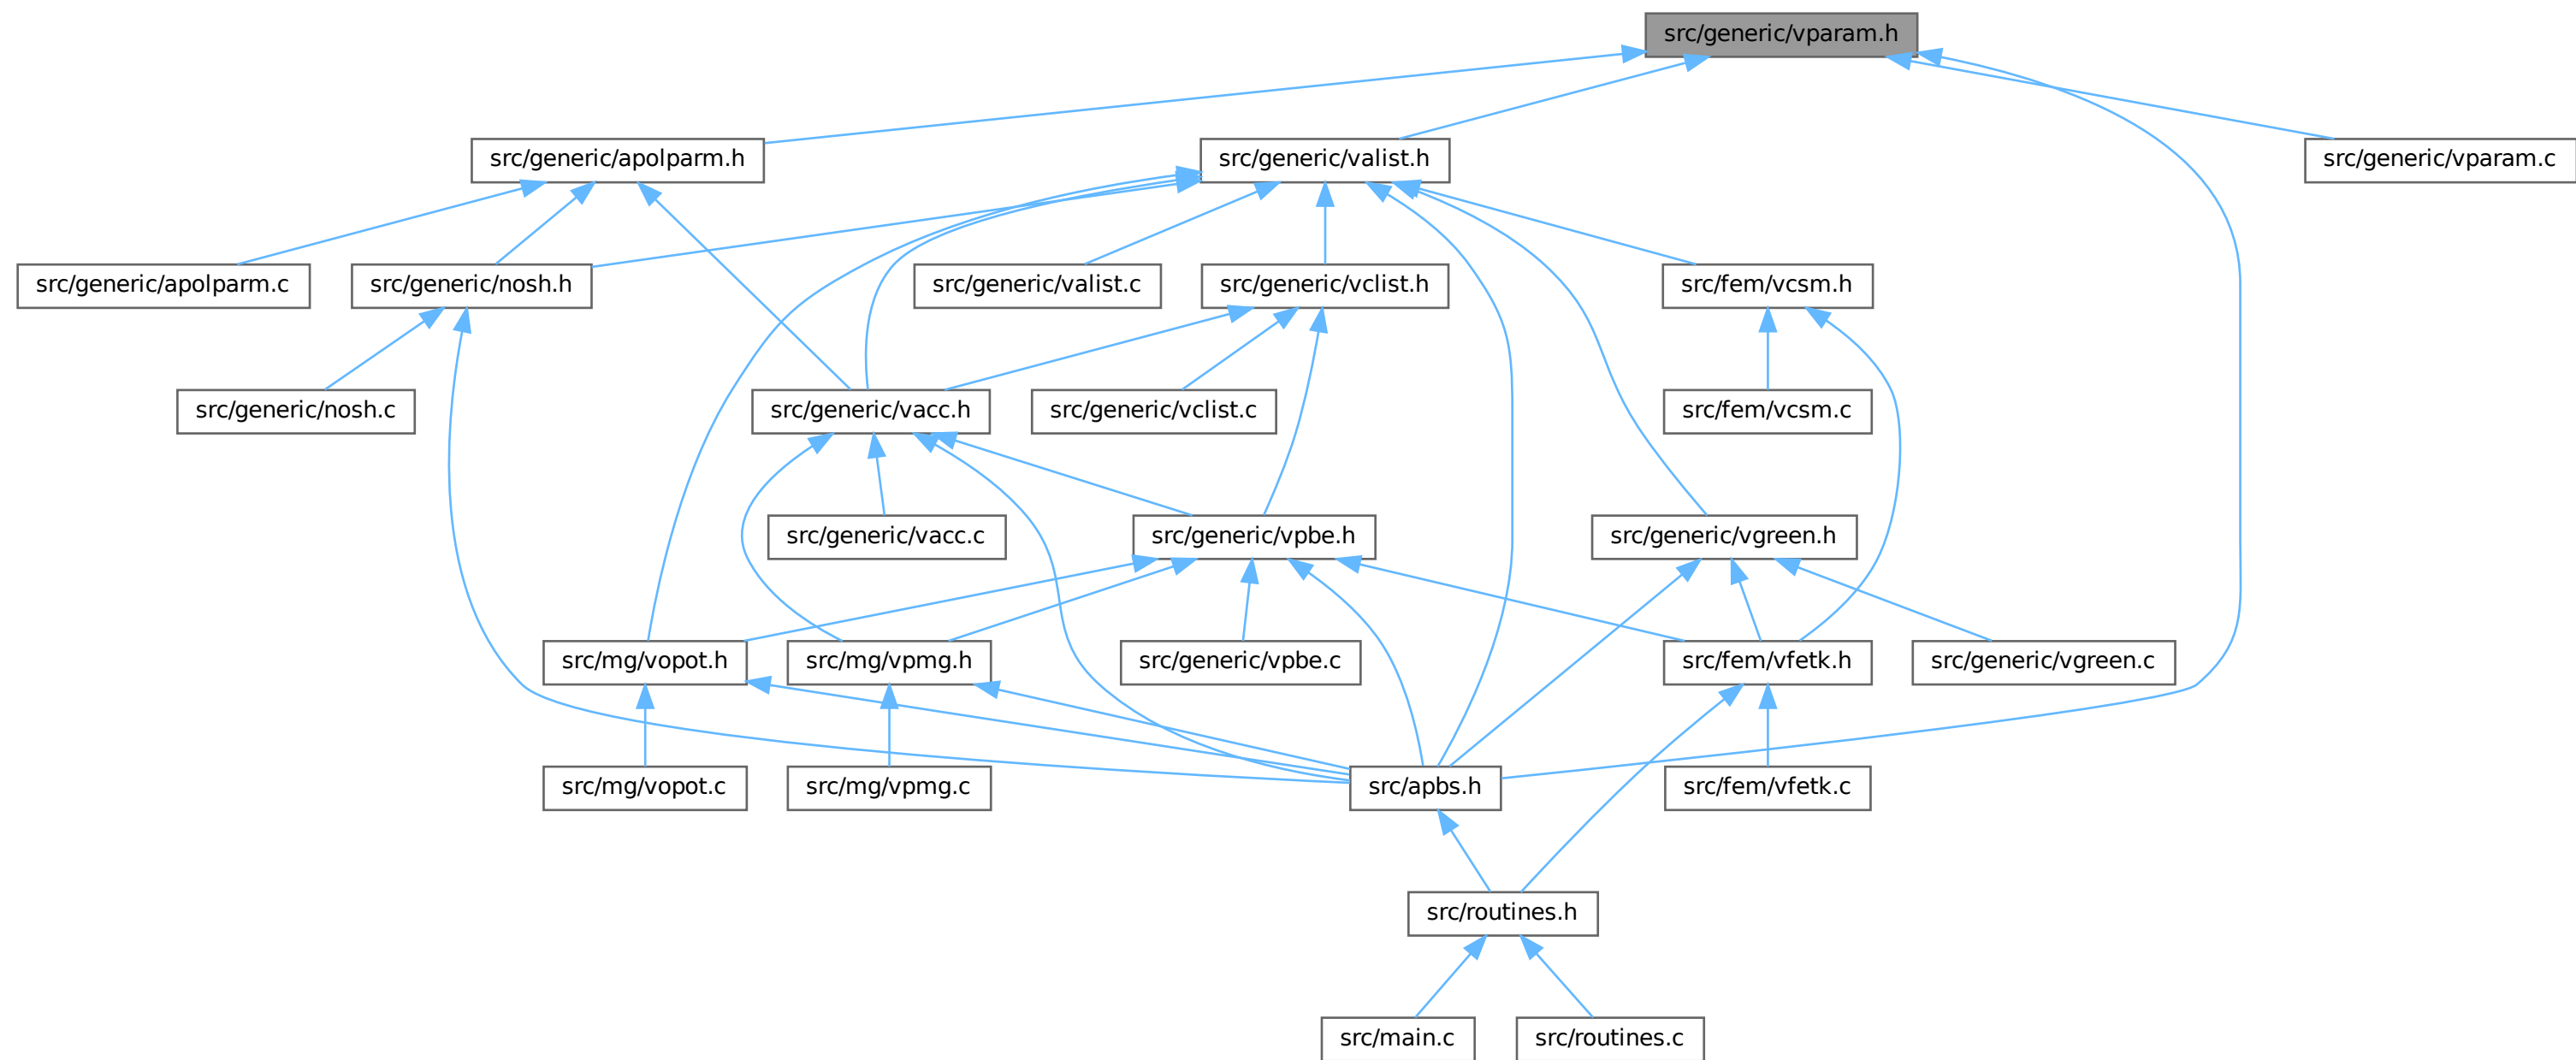 src/generic/vparam.h
src/generic/apolparm.h
src/generic/valist.h
src/generic/vparam.c
src/generic/apolparm.c
src/generic/nosh.h
src/generic/valist.c
src/generic/vclist.h
src/fem/vcsm.h
src/generic/nosh.c
src/generic/vacc.h
src/generic/vclist.c
src/fem/vcsm.c
src/generic/vacc.c
src/generic/vpbe.h
src/generic/vgreen.h
src/mg/vopot.h
src/mg/vpmg.h
src/generic/vpbe.c
src/fem/vfetk.h
src/generic/vgreen.c
src/mg/vopot.c
src/mg/vpmg.c
src/apbs.h
src/fem/vfetk.c
src/routines.h
src/main.c
src/routines.c